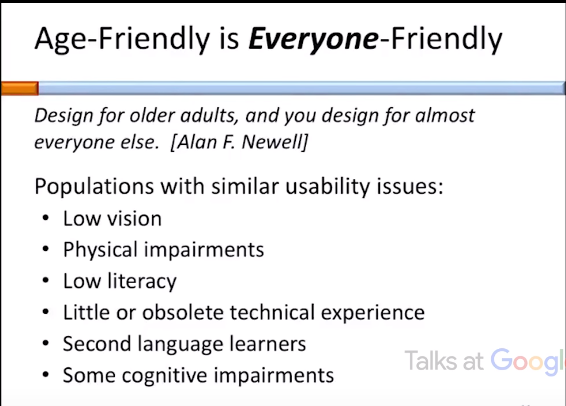 Age-Friendly is Everyone-Friendly
Design for older adults, and you design for almost
everyone else. [Alan F. Newell]
Populations with similar usability issues:
• Low vision
• Physical impairments
• Low literacy
• Little or obsolete technical experience
• Second language learners
• Some cognitive impairments
Talks at Googl